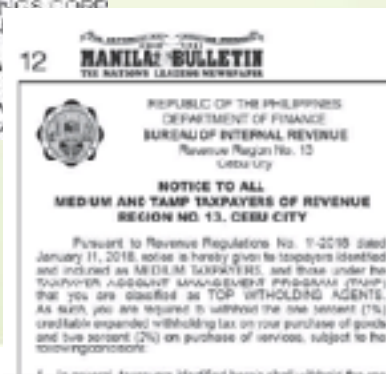 NGS CORP
12
MANILA BULLETIN
THE NATION'S LEADING NEWSPAPER
REPUBLIC OF THE PHILIPPINES
DEPARTMENT OF FINANCE
BUREAU OF INTERNAL REVENUE
Revenue Region No. 13
Cebu City
NOTICE TO ALL
MEDIUM AND TAMP TAXPAYERS OF REVENUE
REGION NO. 13, CEBU CITY
Pursuant to Revenue Regulations No. 11-2018 dated
January 11, 2018, notice is hereby given to taxpayers identified
and included as MEDIUM TAXPAYERS, and those under the
TAXPAYER ACCOUNT MANAGEMENT PROGRAM (TAMP)
that you are classified as TOP WITHHOLDING AGENTS.
As such, you are required to withhold the one percent (1%)
creditable expanded withholding tax on your purchase of goods
and two percent (2%) on purchase of services, subject to the
following conditions: